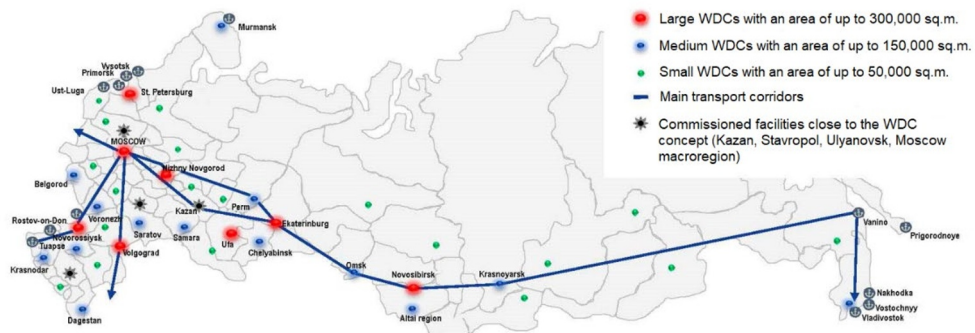 Large WDCs with an area of up to 300,000 sq.m.
Medium WDCs with an area of up to 150,000 sq.m.
Small WDCs with an area of up to 50,000 sq.m.
Main transport corridors
Commissioned facilities close to the WDC
concept (Kazan, Stavropol, Ulyanovsk, Moscow
macroregion)
Murmansk
Vysotsk
Primorsk
Ust-Luga
St. Petersburg
MOSCOW
Nizhny Novgorod
Belgorod
Kazan
Perm
Ekaterinburg
Rostov-on-Don
Voronezh
Novorossiysk
Saratov
Samara
Ufa
Chelyabinsk
Tuapse
Volgograd
Krasnodar
Dagestan
Omsk
Novosibirsk
Krasnoyarsk
Altai region
Vanino
Prigorodnoye
Nakhodka
Vostochnyy
Vladivostok